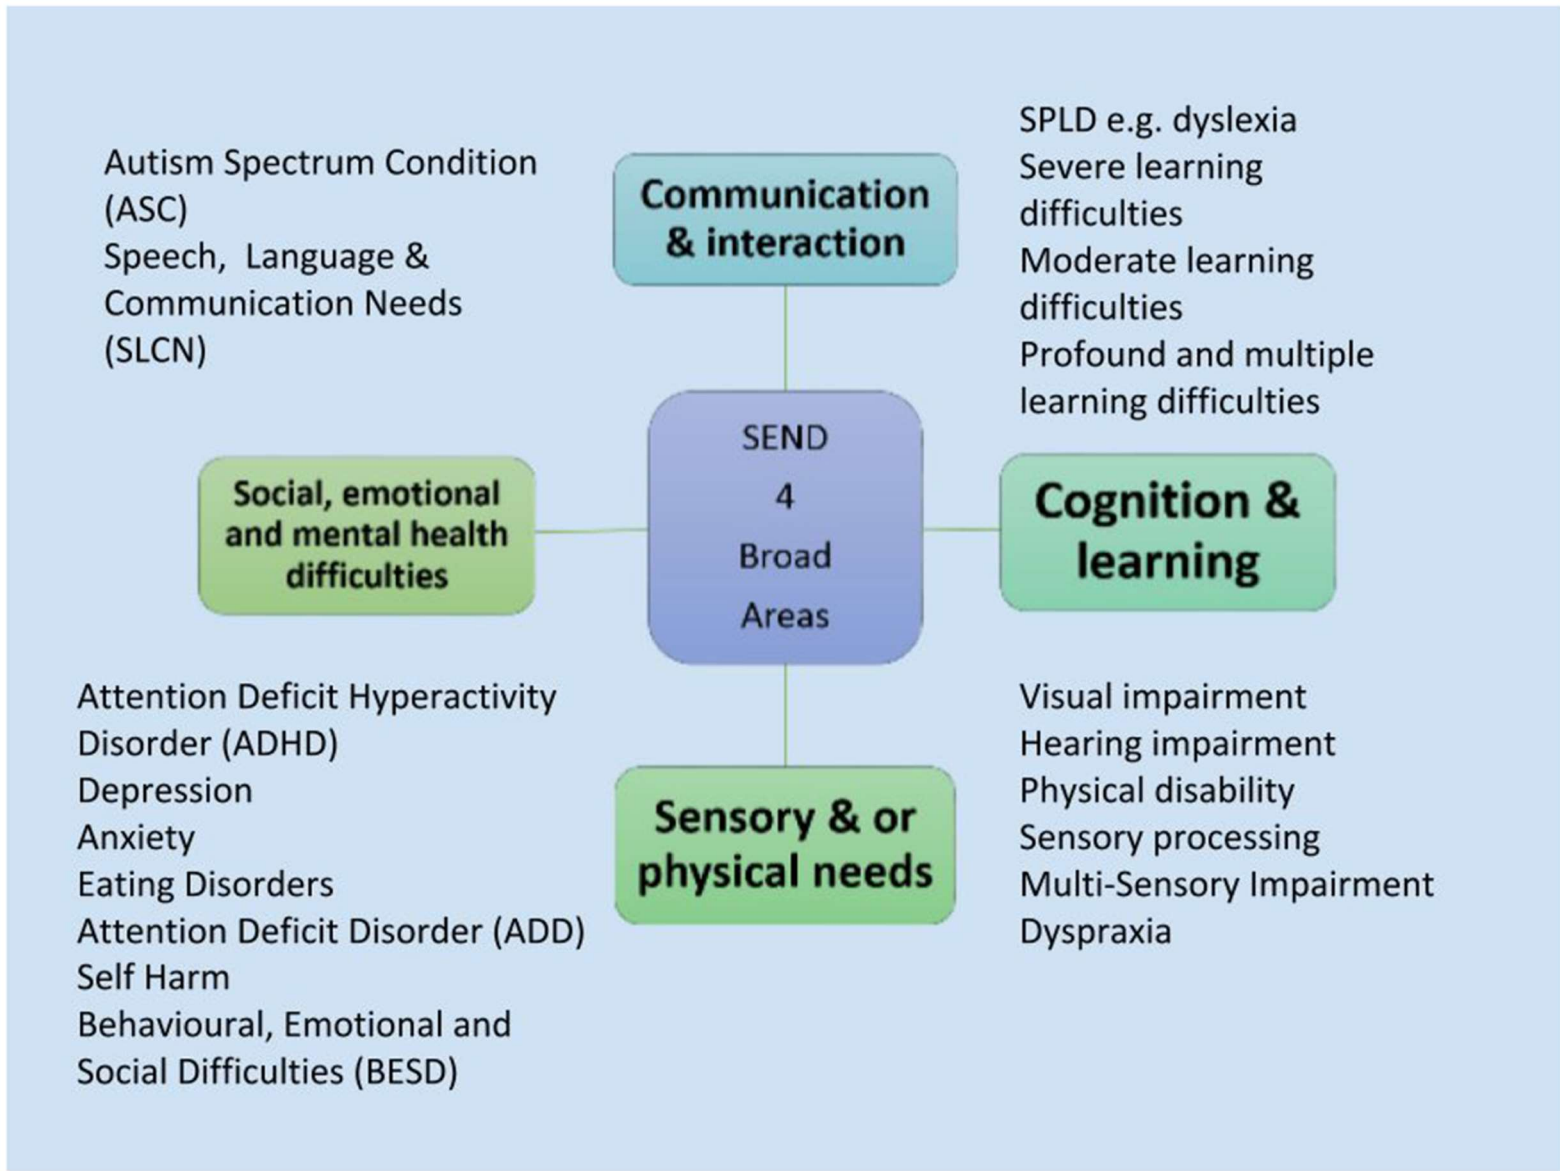 Autism Spectrum Condition
(ASC)
Speech,  Language &
Communication Needs
(SLCN)
Communication
& interaction
SPLD e.g. dyslexia
Severe learning
difficulties
Moderate learning
difficulties
Profound and multiple
learning difficulties
Social, emotional
and mental health
difficulties
SEND
4
Broad
Areas
Cognition &
learning
Attention Deficit Hyperactivity
Disorder (ADHD)
Depression
Anxiety
Eating Disorders
Attention Deficit Disorder (ADD)
Self Harm
Behavioural, Emotional and
Social Difficulties (BESD)
Sensory & or
physical needs
Visual impairment
Hearing impairment
Physical disability
Sensory processing
Multi-Sensory Impairment
Dyspraxia